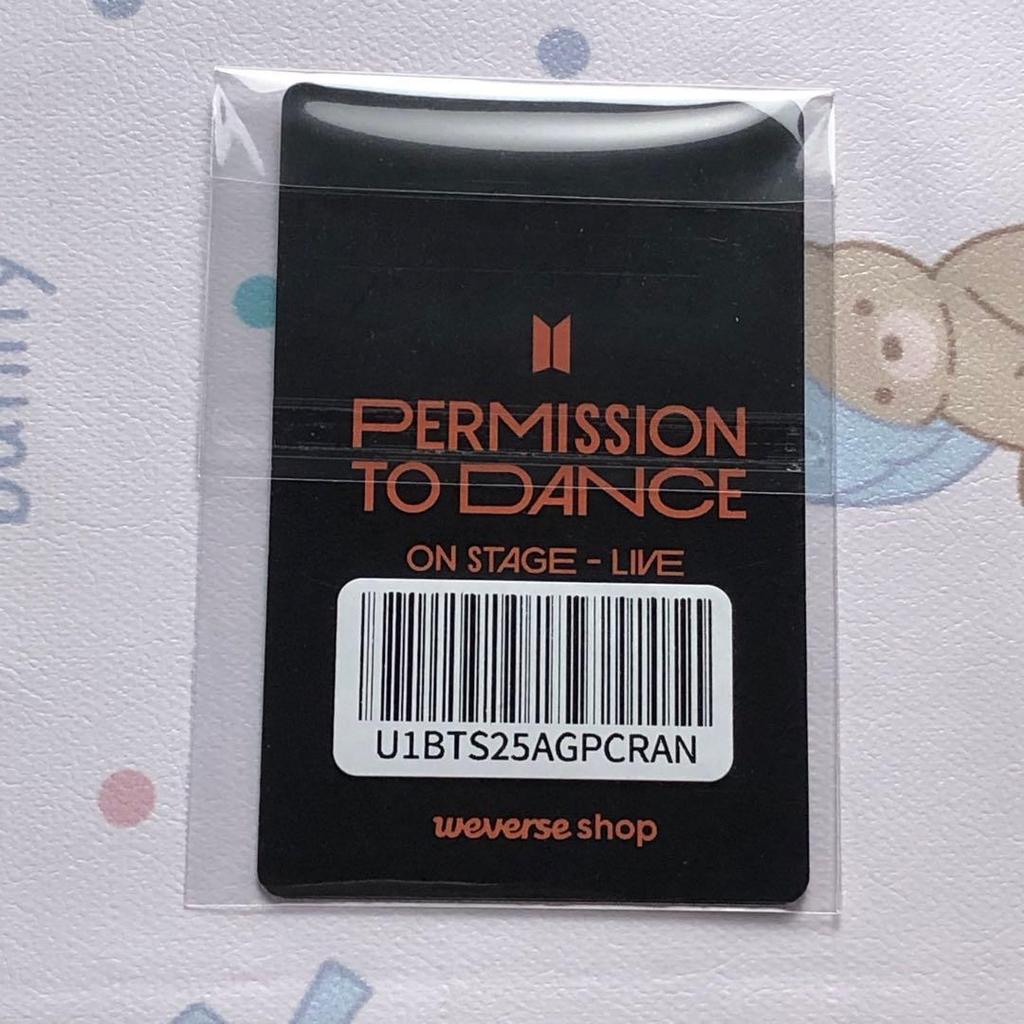 PERMISSION
TO DANCE
ON STAGE - LIVE
U1BTS25AGPCRAN
weverse shop